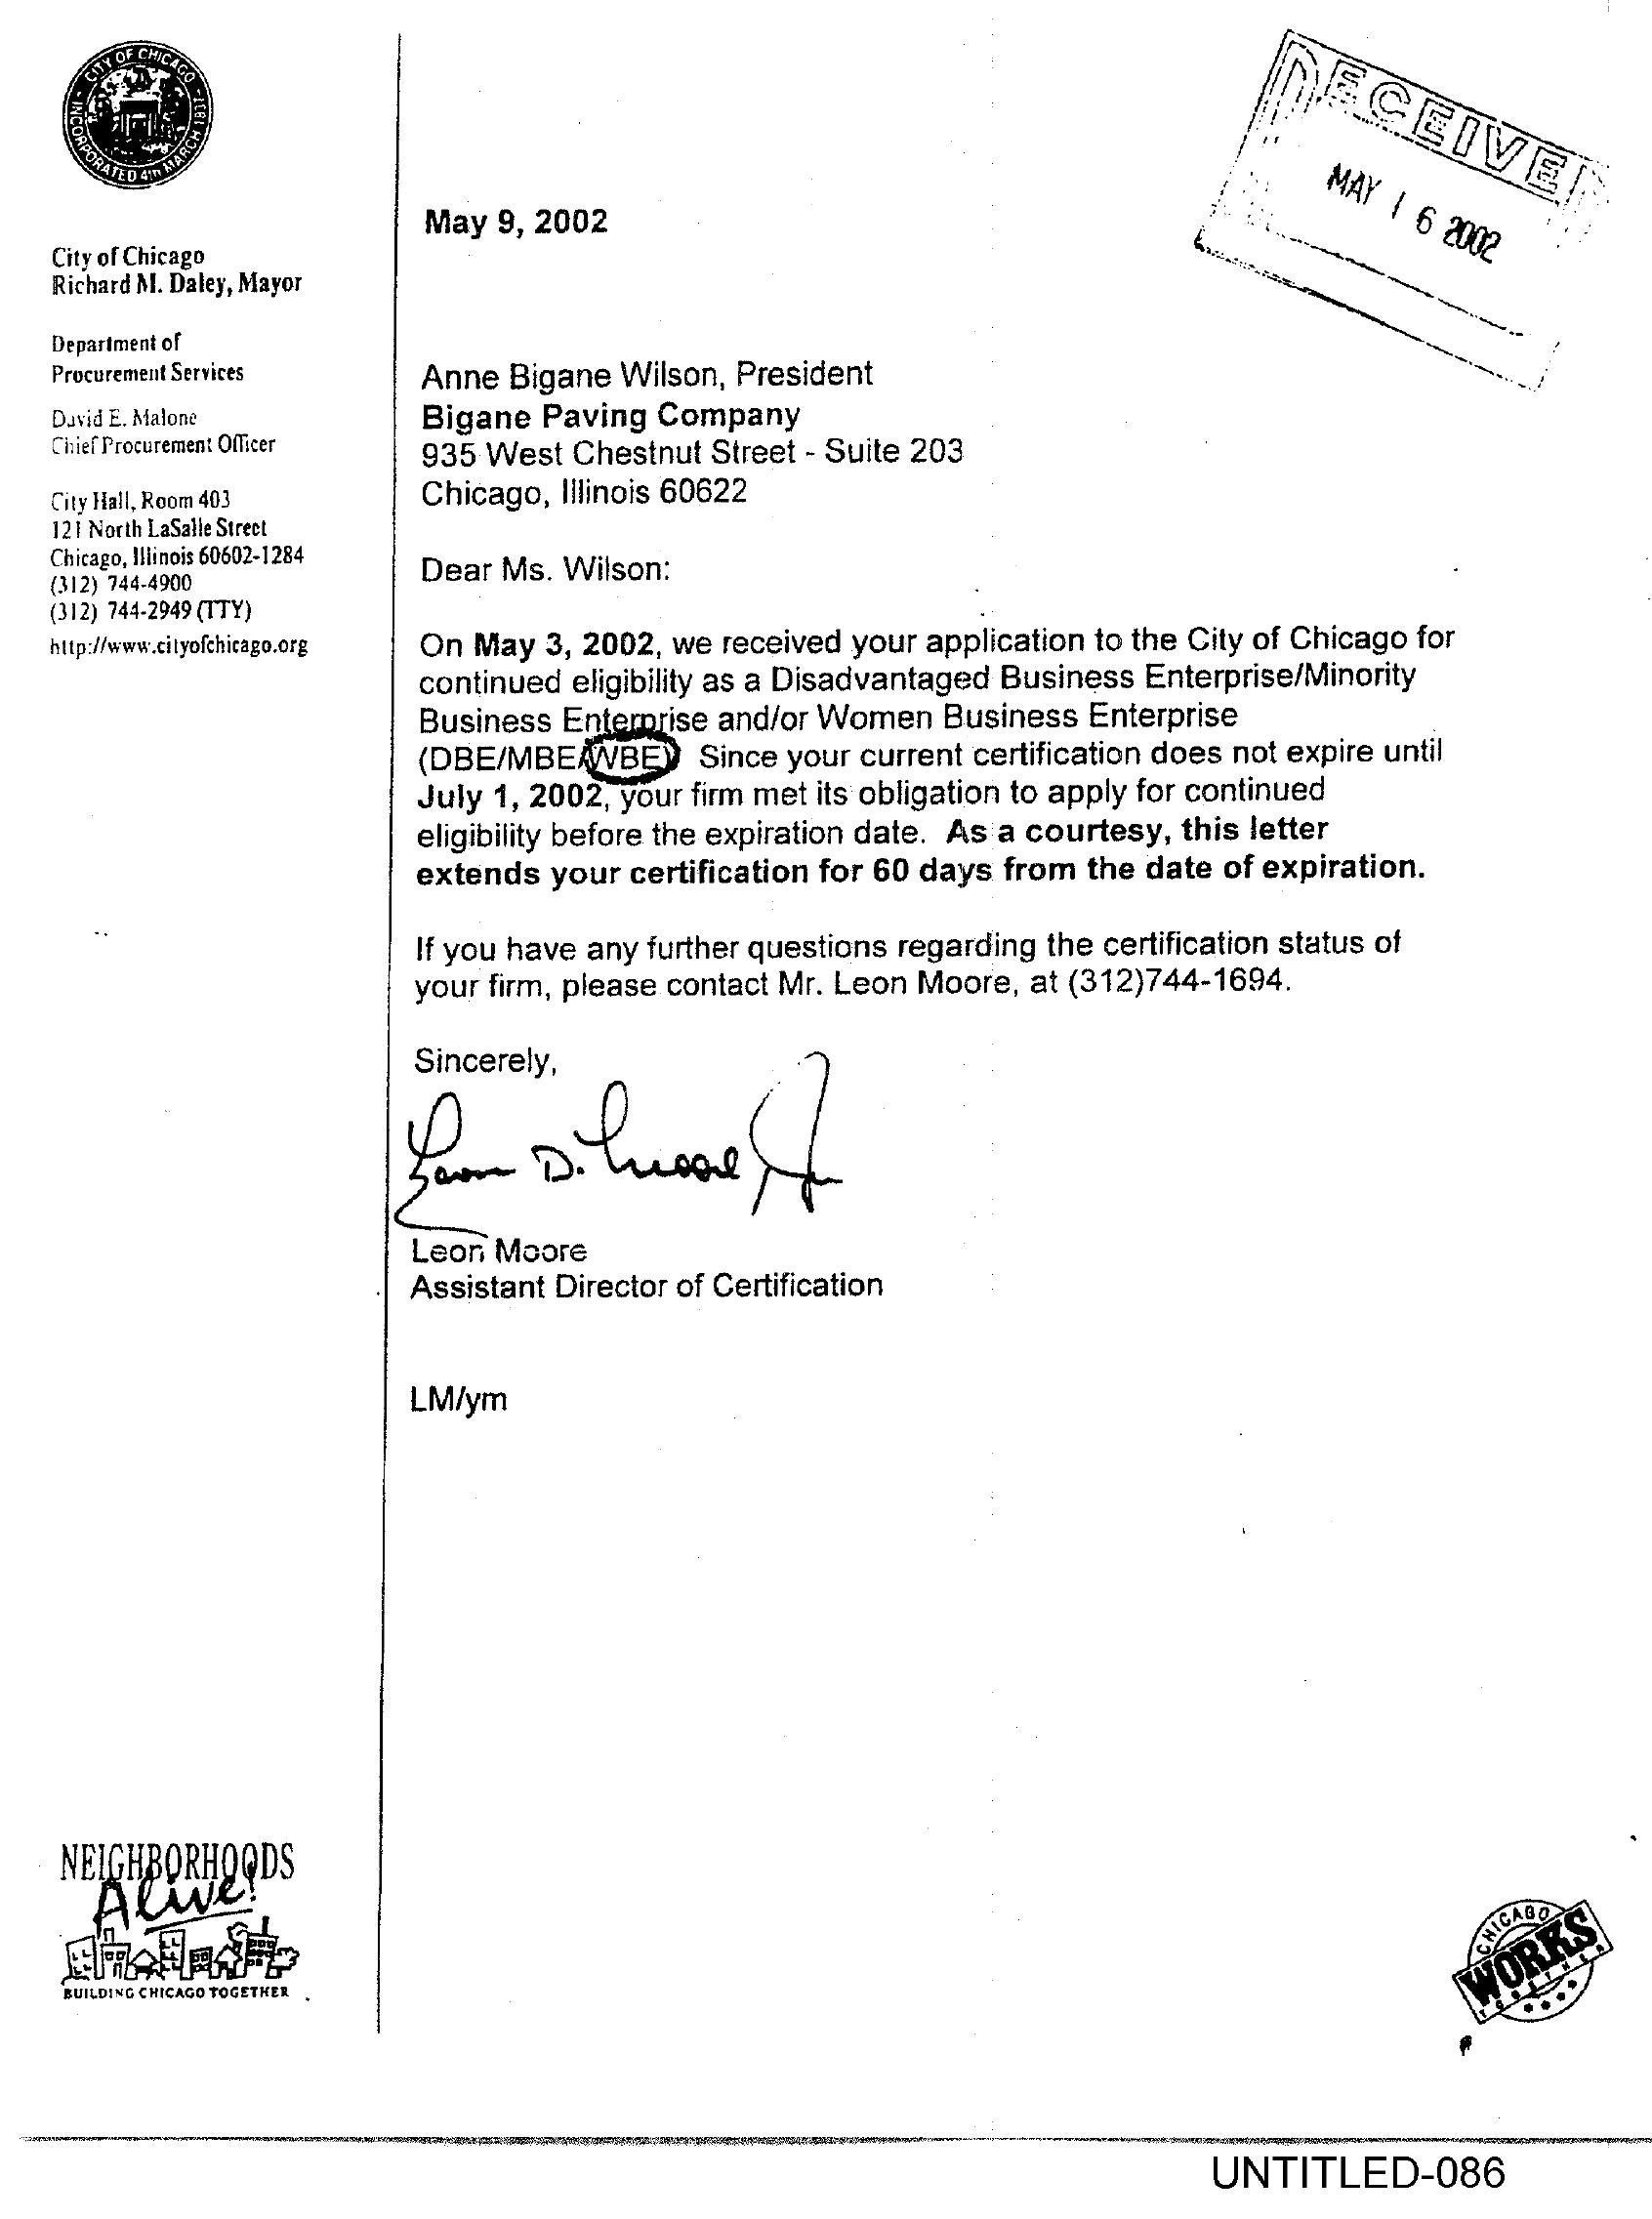 CITY OF CHICAGO
INCORPORATED 4th MARCH 1837
City of Chicago
Richard M. Daley, Mayor
Department of
Procurement Services
David E. Malone
Chief Procurement Officer
City Hall, Room 403
121 North LaSalle Street
Chicago, Illinois 60602-1284
(312) 744-4900
(312) 744-2949 (TTY)
http://www.cityofchicago.org
RECEIVED
MAY 16 2002
May 9, 2002
Anne Bigane Wilson, President
Bigane Paving Company
935 West Chestnut Street - Suite 203
Chicago, Illinois 60622
Dear Ms. Wilson:
On May 3, 2002, we received your application to the City of Chicago for
continued eligibility as a Disadvantaged Business Enterprise/Minority
Business Enterprise and/or Women Business Enterprise
(DBE/MBE/WBE) Since your current certification does not expire until
July 1, 2002, your firm met its obligation to apply for continued
eligibility before the expiration date. As a courtesy, this letter
extends your certification for 60 days from the date of expiration.
If you have any further questions regarding the certification status of
your firm, please contact Mr. Leon Moore, at (312)744-1694.
Sincerely,
Leon D. Moore Jr
Leon Moore
Assistant Director of Certification
LM/ym
NEIGHBORHOODS
Alive!
BUILDING CHICAGO TOGETHER
CHICAGO
WORKS
TOGETHER
UNTITLED-086